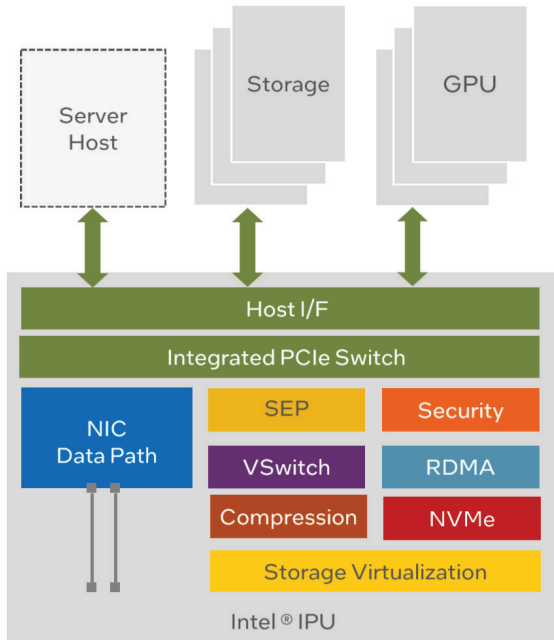 Server
Host
Storage
GPU
Host I/F
Integrated PCIe Switch
NIC
Data Path
SEP
Security
VSwitch
RDMA
Compression
NVMe
Storage Virtualization
Intel® IPU